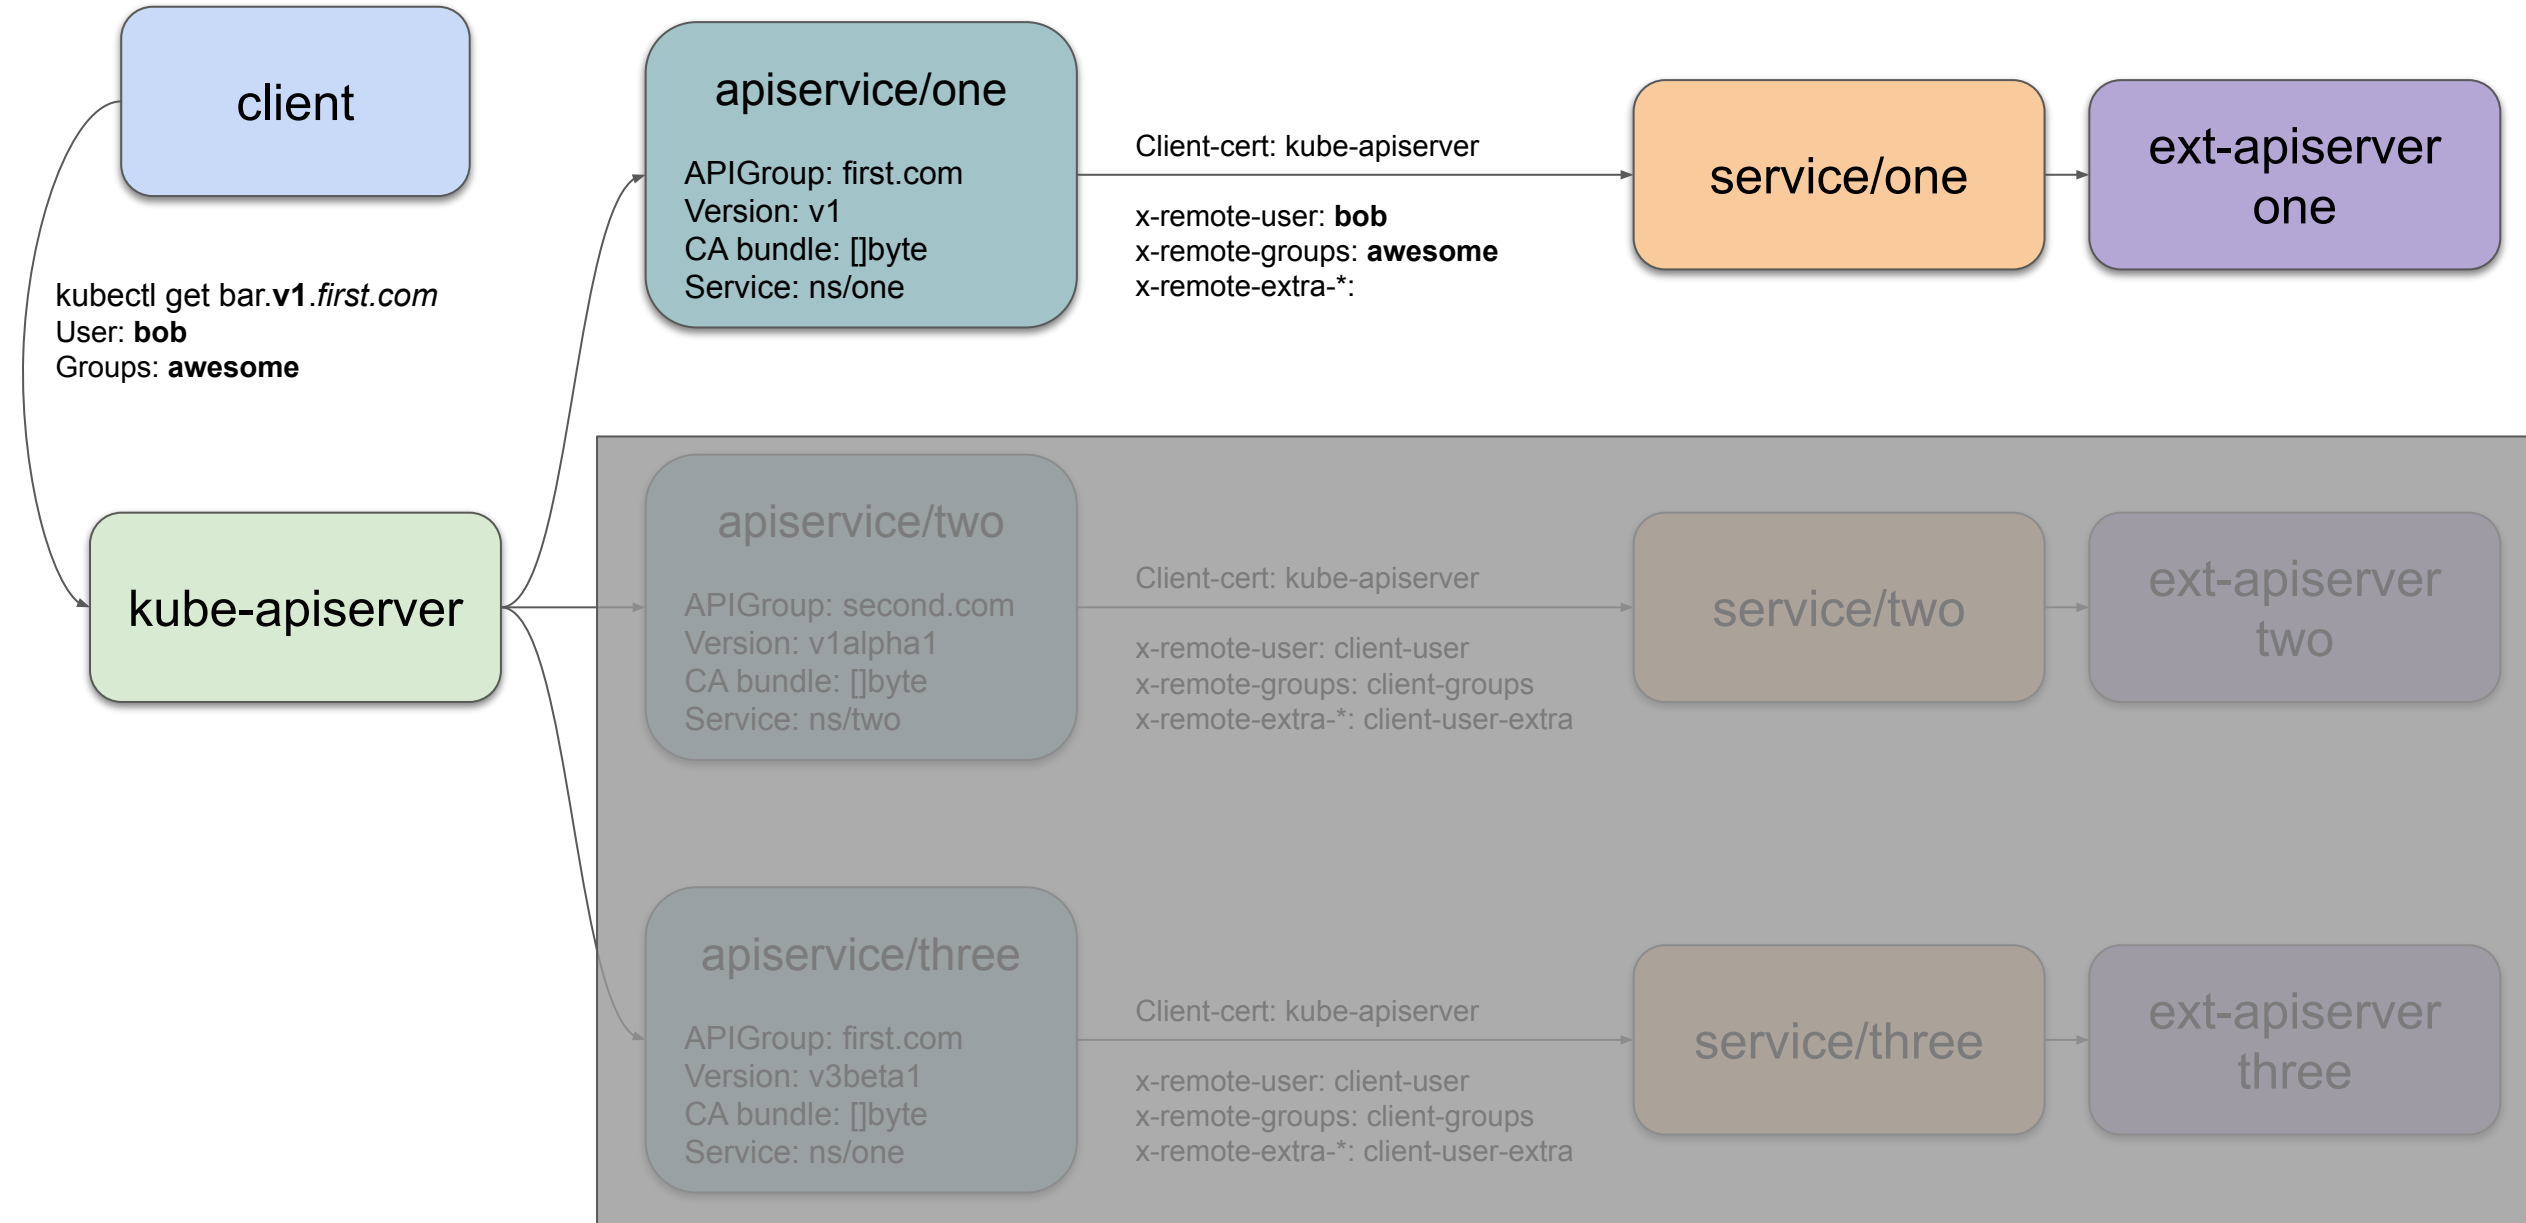 client
kubectl get bar.v1.first.com
User: bob
Groups: awesome
kube-apiserver
apiservice/one
APIGroup: first.com
Version: v1
CA bundle: []byte
Service: ns/one
Client-cert: kube-apiserver
x-remote-user: bob
x-remote-groups: awesome
x-remote-extra-*:
service/one
ext-apiserver
one
apiservice/two
APIGroup: second.com
Version: v1alpha1
CA bundle: []byte
Service: ns/two
Client-cert: kube-apiserver
x-remote-user: client-user
x-remote-groups: client-groups
x-remote-extra-*: client-user-extra
service/two
ext-apiserver
two
apiservice/three
APIGroup: first.com
Version: v3beta1
CA bundle: []byte
Service: ns/one
Client-cert: kube-apiserver
x-remote-user: client-user
x-remote-groups: client-groups
x-remote-extra-*: client-user-extra
service/three
ext-apiserver
three